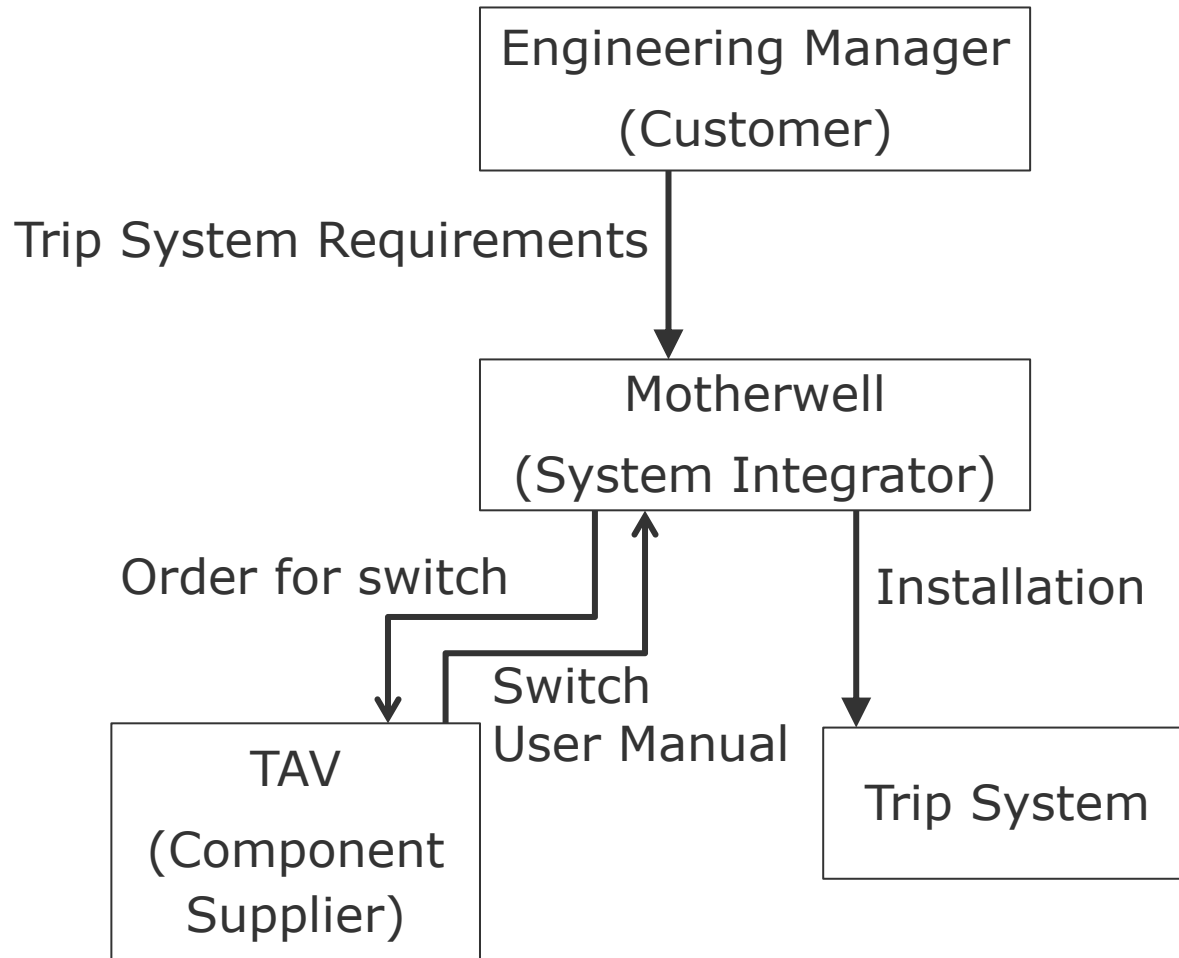 Engineering Manager
(Customer)
Trip System Requirements
Motherwell
(System Integrator)
Order for switch
Installation
Switch
User Manual
TAV
(Component
Supplier)
Trip System